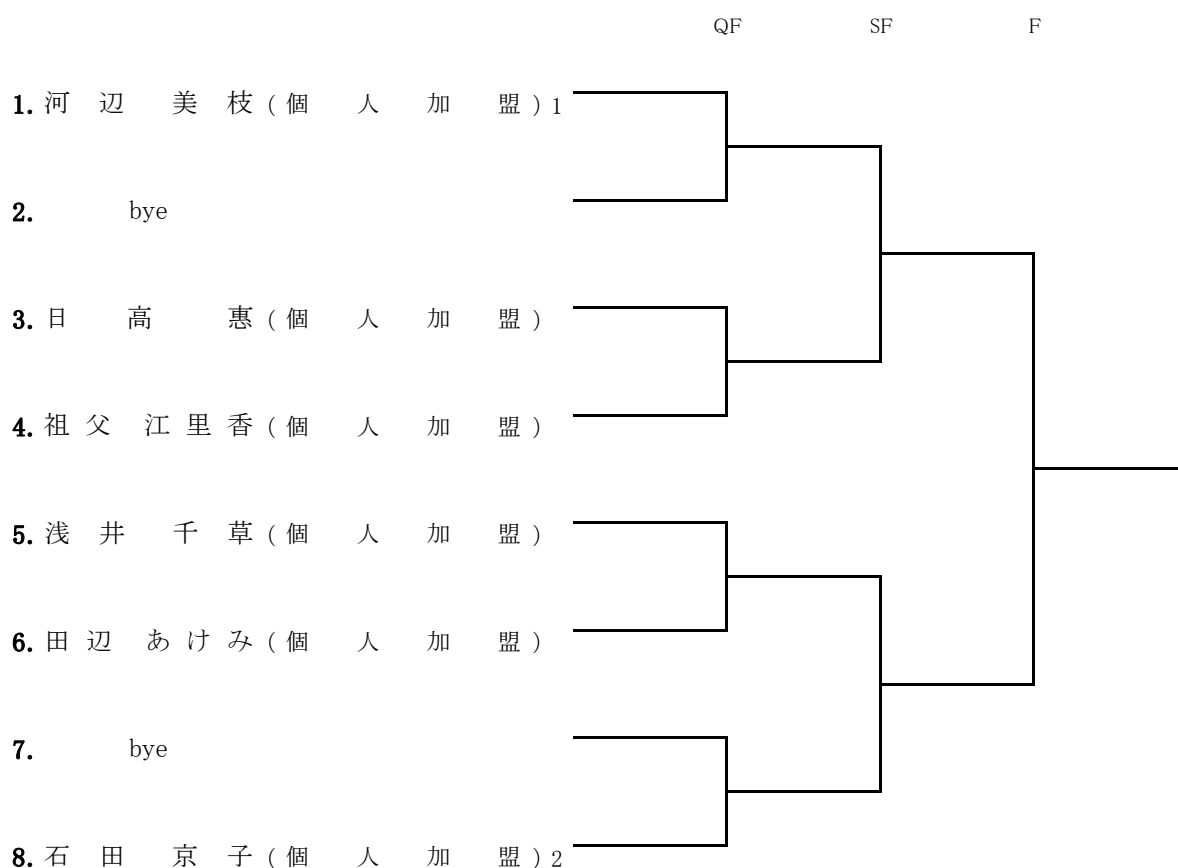 QF SF F
1. 河辺 美枝 (個人加盟) 1
2. bye
3. 日高 惠 (個人加盟)
4. 祖父江 里香 (個人加盟)
5. 浅井 千草 (個人加盟)
6. 田辺 あけみ (個人加盟)
7. bye
8. 石田 京子 (個人加盟) 2